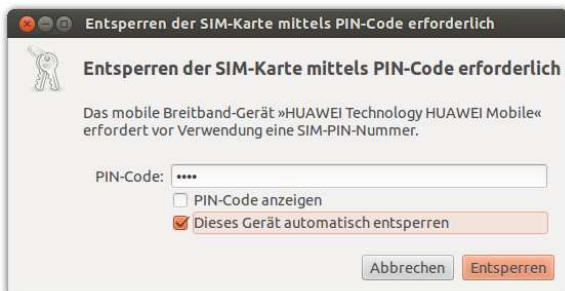 Entsperren der SIM-Karte mittels PIN-Code erforderlich
Entsperren der SIM-Karte mittels PIN-Code erforderlich
Das mobile Breitband-Gerät »HUAWEI Technology HUAWEI Mobile«
erfordert vor Verwendung eine SIM-PIN-Nummer.
PIN-Code: ••••
PIN-Code anzeigen
Dieses Gerät automatisch entsperren
Abbrechen Entsperren